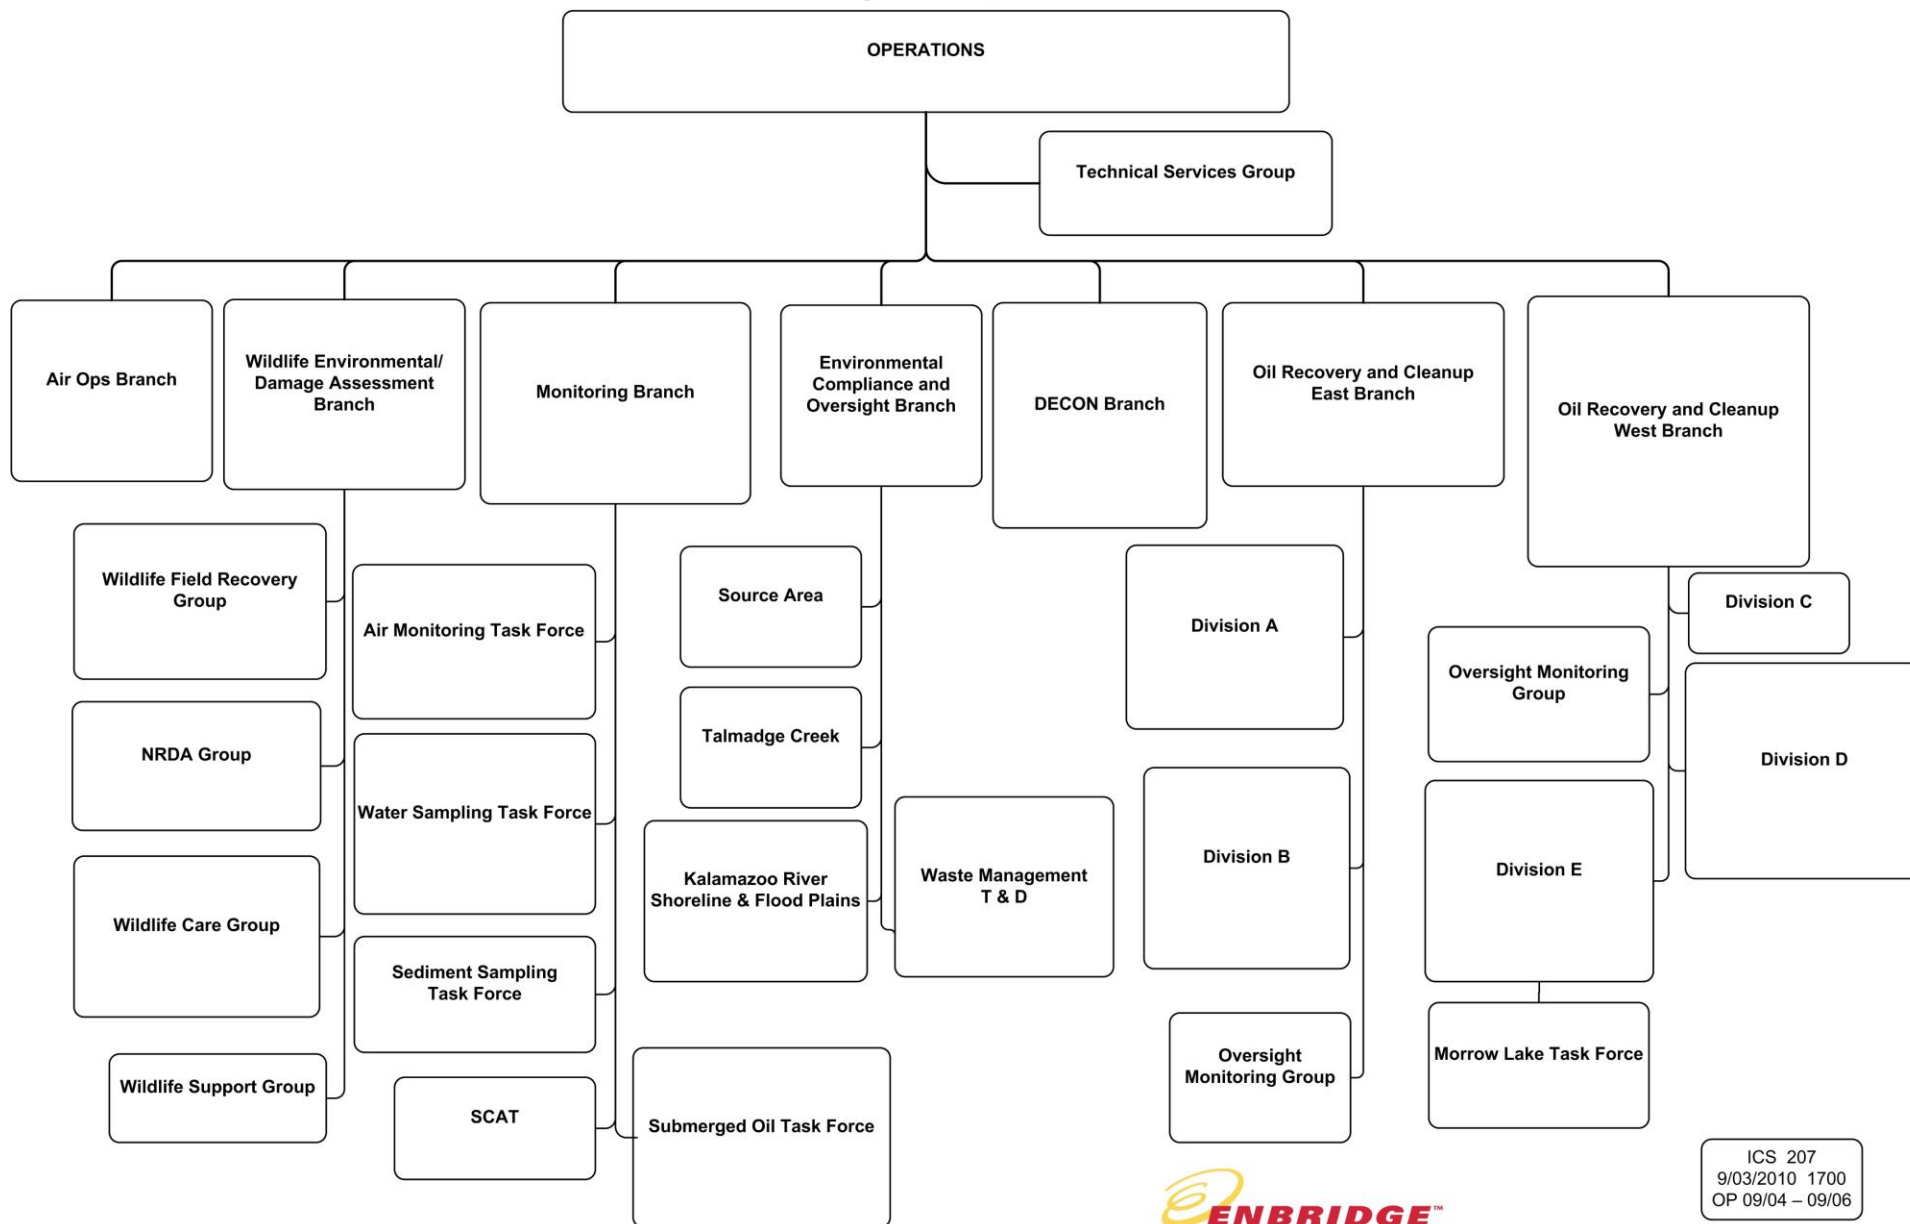 OPERATIONS
Technical Services Group
Air Ops Branch
Wildlife Environmental/
Damage Assessment
Branch
Monitoring Branch
Environmental
Compliance and
Oversight Branch
DECON Branch
Oil Recovery and Cleanup
East Branch
Oil Recovery and Cleanup
West Branch
Wildlife Field Recovery
Group
NRDA Group
Wildlife Care Group
Wildlife Support Group
Air Monitoring Task Force
Water Sampling Task Force
Sediment Sampling
Task Force
SCAT
Submerged Oil Task Force
Source Area
Talmadge Creek
Kalamazoo River
Shoreline & Flood Plains
Waste Management
T & D
Division A
Division B
Oversight
Monitoring Group
Division C
Oversight Monitoring
Group
Division D
Division E
Morrow Lake Task Force
ENBRIDGE™
ICS 207
9/03/2010 1700
OP 09/04 – 09/06